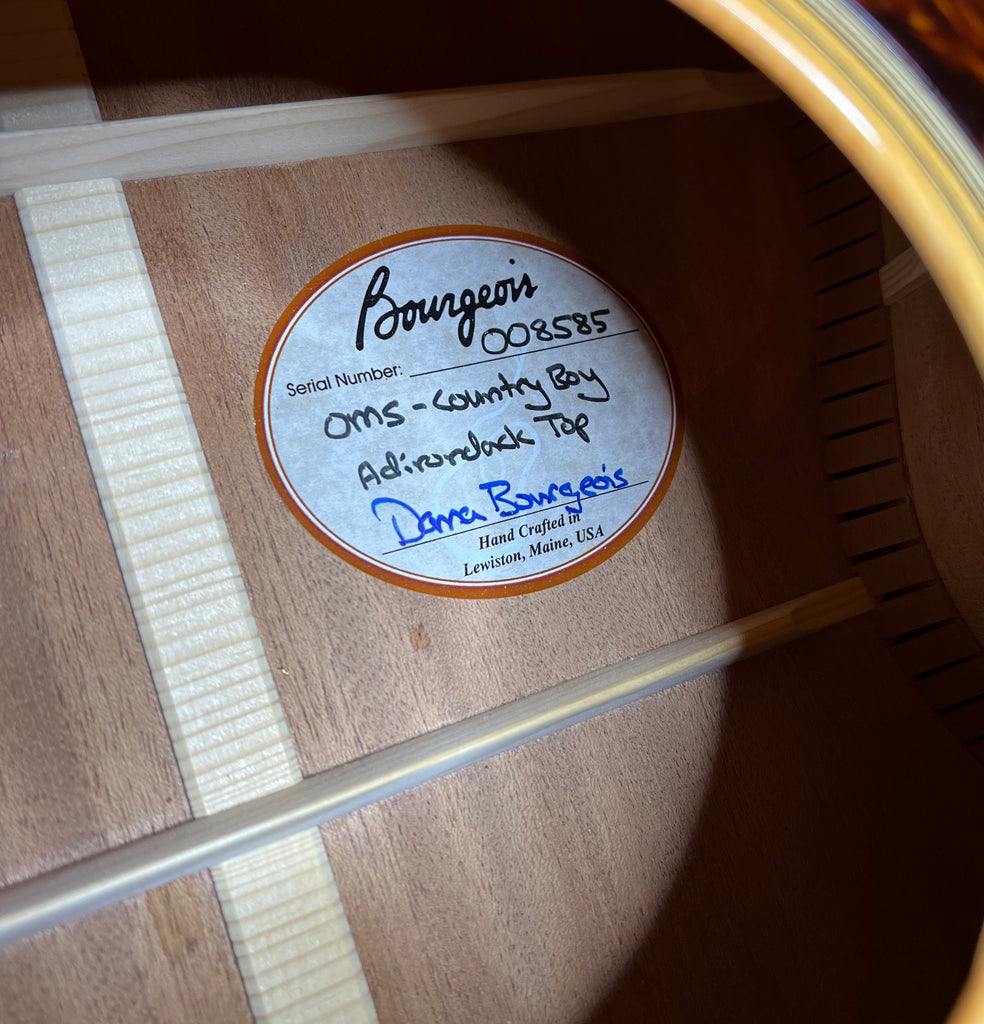 Bourgeois
Serial Number: 008585
OMS - Country Boy
Adirondack Top
Dana Bourgeois
Hand Crafted in
Lewiston, Maine, USA